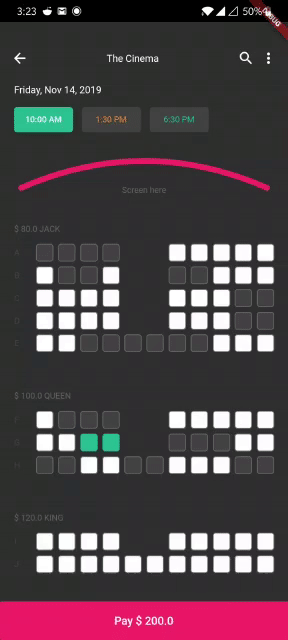 3:23
50%
DEBUG
The Cinema
Friday, Nov 14, 2019
10:00 AM 1:30 PM 6:30 PM
Screen here
$ 80.0 JACK
A
B
C
D
E
$ 100.0 QUEEN
F
G
H
$ 120.0 KING
I
J
Pay $ 200.0